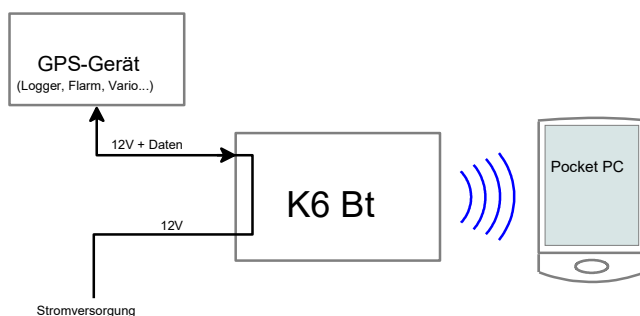 GPS-Gerät
(Logger, Flarm, Vario...)
12V + Daten
K6 Bt
Pocket PC
12V
Stromversorgung